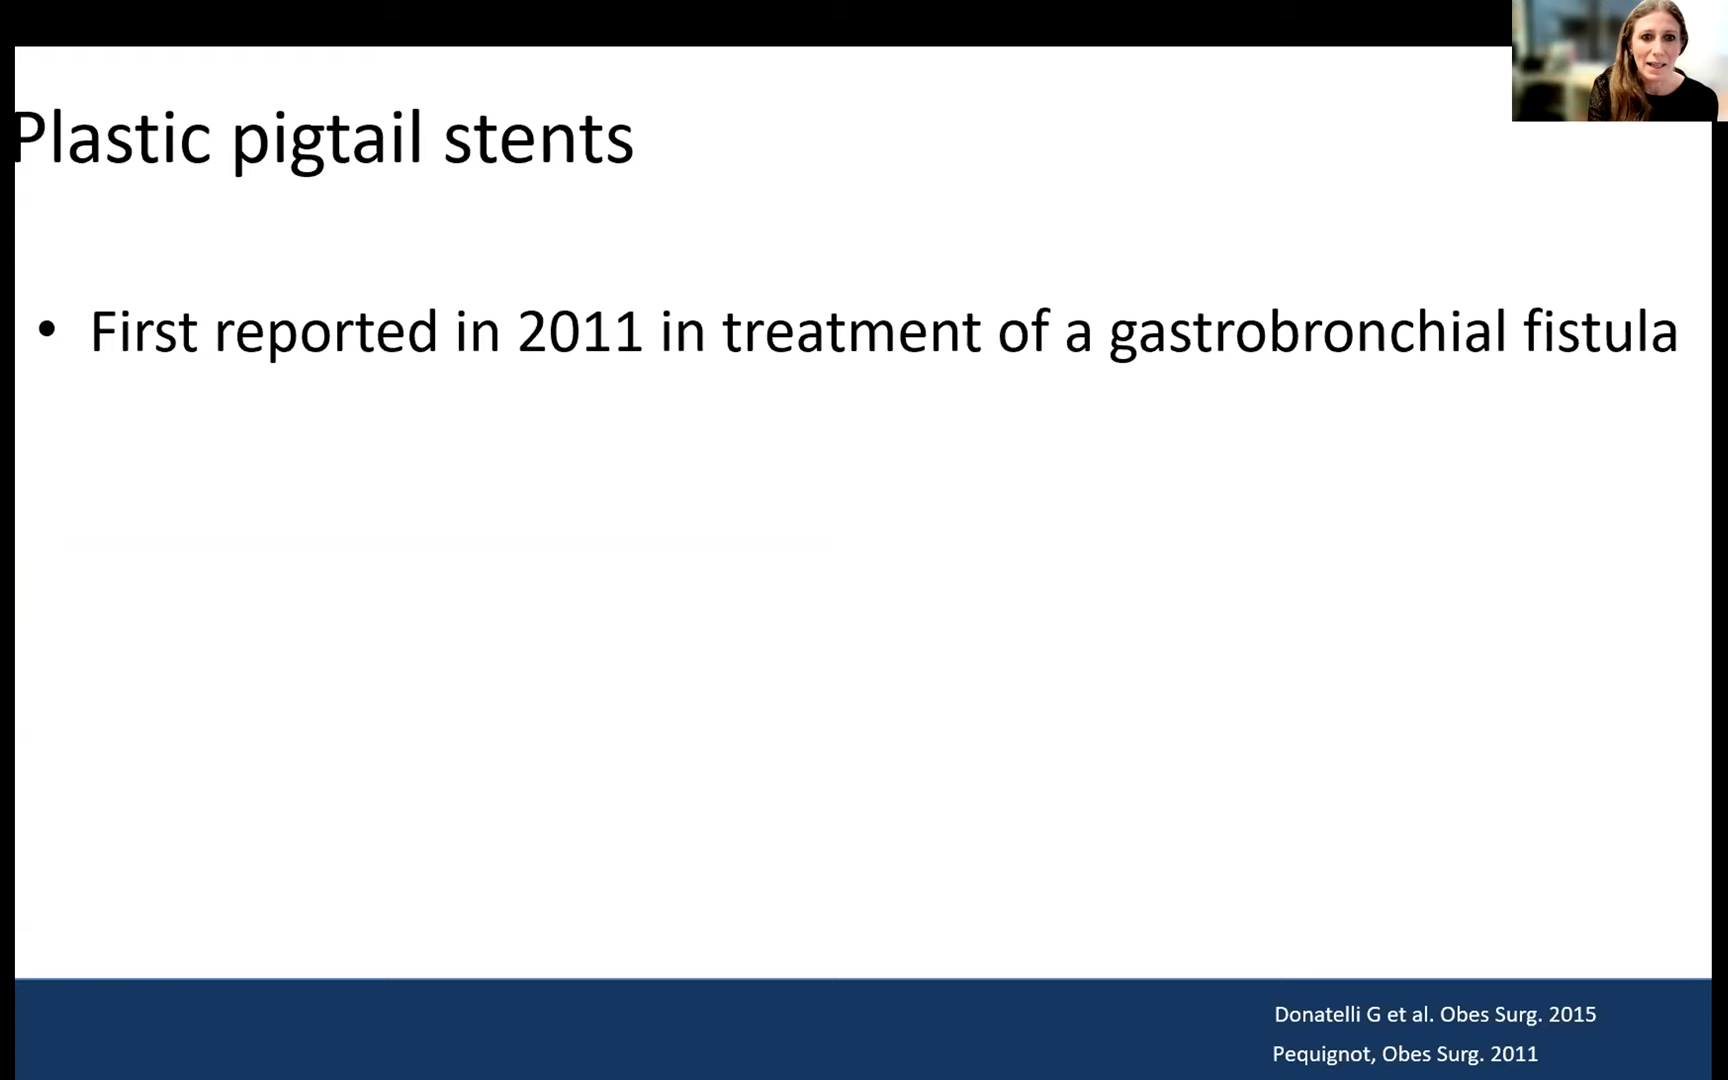 Plastic pigtail stents
• First reported in 2011 in treatment of a gastrobronchial fistula
Donatelli G et al. Obes Surg. 2015
Pequignot, Obes Surg. 2011